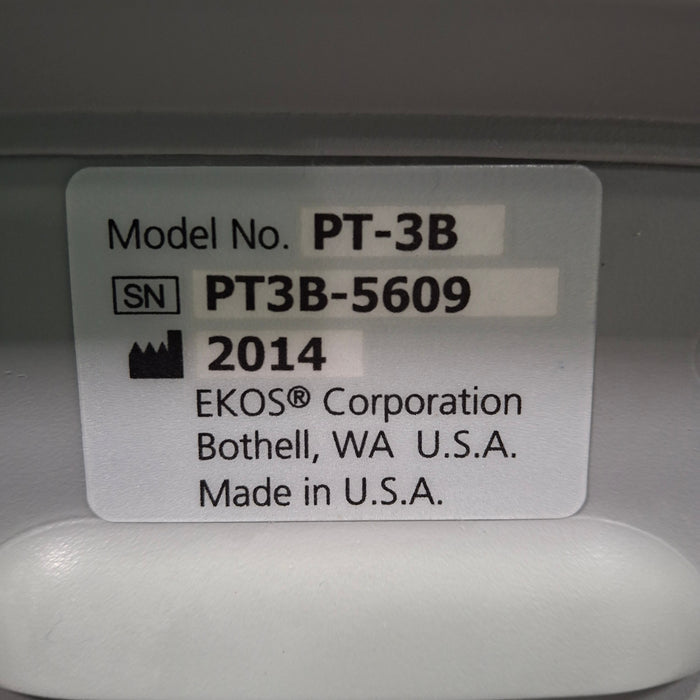 Model No. PT-3B
SN PT3B-5609
2014
EKOS® Corporation
Bothell, WA U.S.A.
Made in U.S.A.